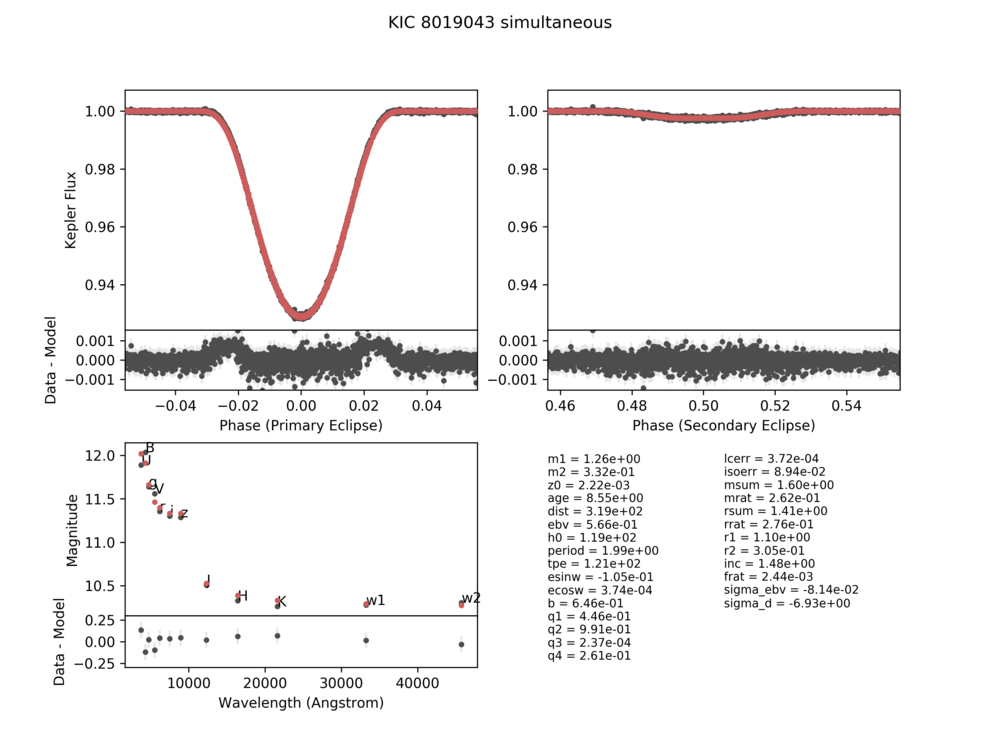 KIC 8019043 simultaneous
Kepler Flux
1.00
0.98
0.96
0.94
1.00
0.98
0.96
0.94
Data - Model
0.001
0.000
−0.001
0.001
0.000
−0.001
−0.04 −0.02 0.00 0.02 0.04
0.46 0.48 0.50 0.52 0.54
Phase (Primary Eclipse)
Phase (Secondary Eclipse)
Magnitude
12.0
11.5
11.0
10.5
B
U
g
V
r
i
z
J
H
K
w1
w2
Data - Model
0.25
0.00
−0.25
10000 20000 30000 40000
Wavelength (Angstrom)
m1 = 1.26e+00
m2 = 3.32e-01
z0 = 2.22e-03
age = 8.55e+00
dist = 3.19e+02
ebv = 5.66e-01
h0 = 1.19e+02
period = 1.99e+00
tpe = 1.21e+02
esinw = -1.05e-01
ecosw = 3.74e-04
b = 6.46e-01
q1 = 4.46e-01
q2 = 9.91e-01
q3 = 2.37e-04
q4 = 2.61e-01
lcerr = 3.72e-04
isoerr = 8.94e-02
msum = 1.60e+00
mrat = 2.62e-01
rsum = 1.41e+00
rrat = 2.76e-01
r1 = 1.10e+00
r2 = 3.05e-01
inc = 1.48e+00
frat = 2.44e-03
sigma_ebv = -8.14e-02
sigma_d = -6.93e+00